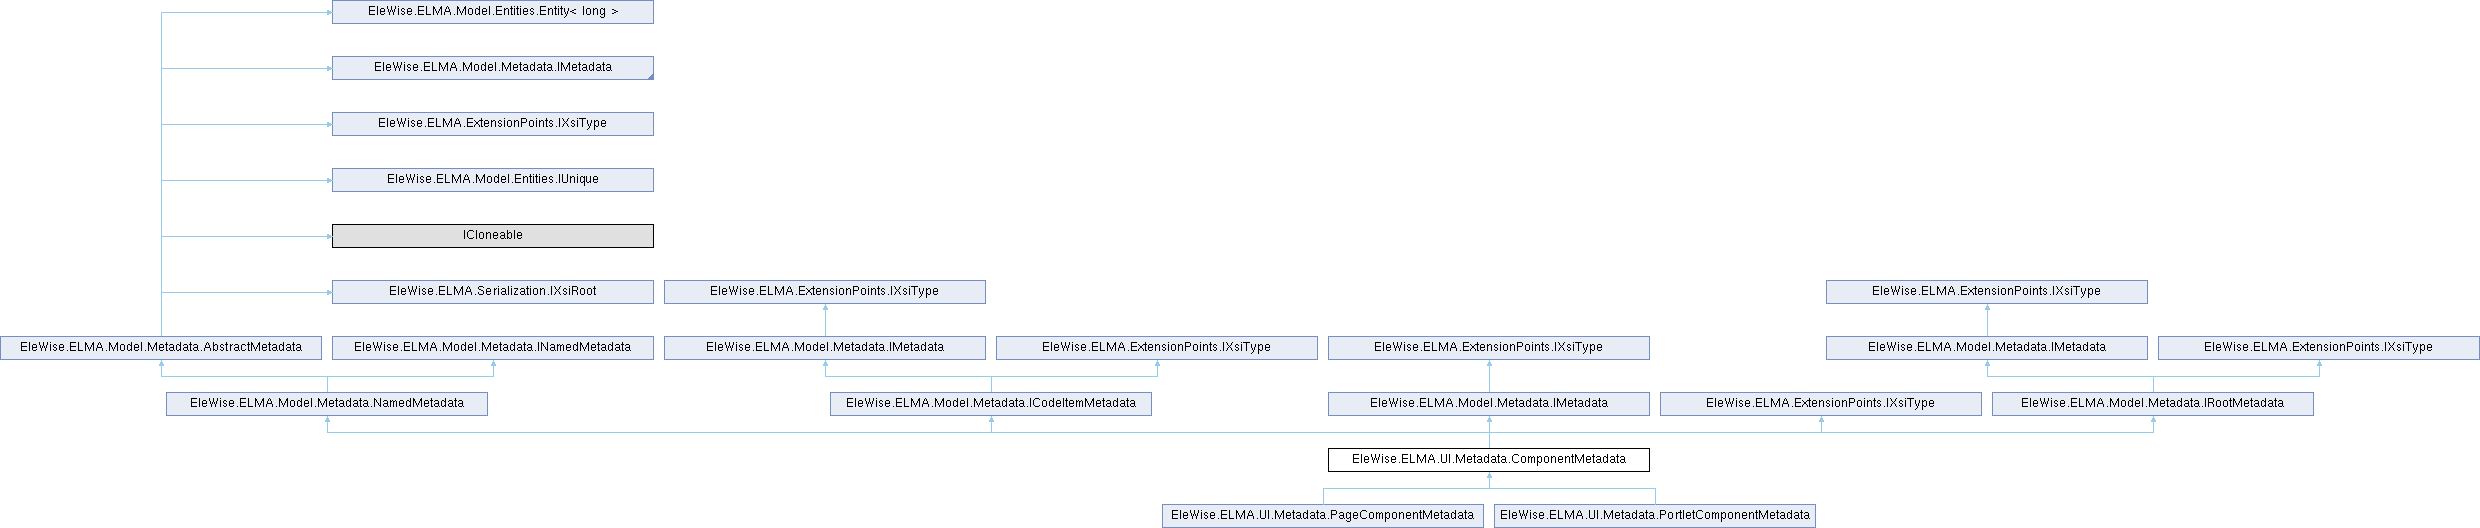 EleWise.ELMA.Model.Entities.Entity< long >
EleWise.ELMA.Model.Metadata.IMetadata
EleWise.ELMA.ExtensionPoints.IXsiType
EleWise.ELMA.Model.Entities.IUnique
ICloneable
EleWise.ELMA.Serialization.IXsiRoot
EleWise.ELMA.ExtensionPoints.IXsiType
EleWise.ELMA.ExtensionPoints.IXsiType
EleWise.ELMA.Model.Metadata.AbstractMetadata
EleWise.ELMA.Model.Metadata.INamedMetadata
EleWise.ELMA.Model.Metadata.IMetadata
EleWise.ELMA.ExtensionPoints.IXsiType
EleWise.ELMA.ExtensionPoints.IXsiType
EleWise.ELMA.Model.Metadata.IMetadata
EleWise.ELMA.ExtensionPoints.IXsiType
EleWise.ELMA.Model.Metadata.NamedMetadata
EleWise.ELMA.Model.Metadata.ICodeItemMetadata
EleWise.ELMA.Model.Metadata.IMetadata
EleWise.ELMA.ExtensionPoints.IXsiType
EleWise.ELMA.Model.Metadata.IRootMetadata
EleWise.ELMA.UI.Metadata.ComponentMetadata
EleWise.ELMA.UI.Metadata.PageComponentMetadata
EleWise.ELMA.UI.Metadata.PortletComponentMetadata